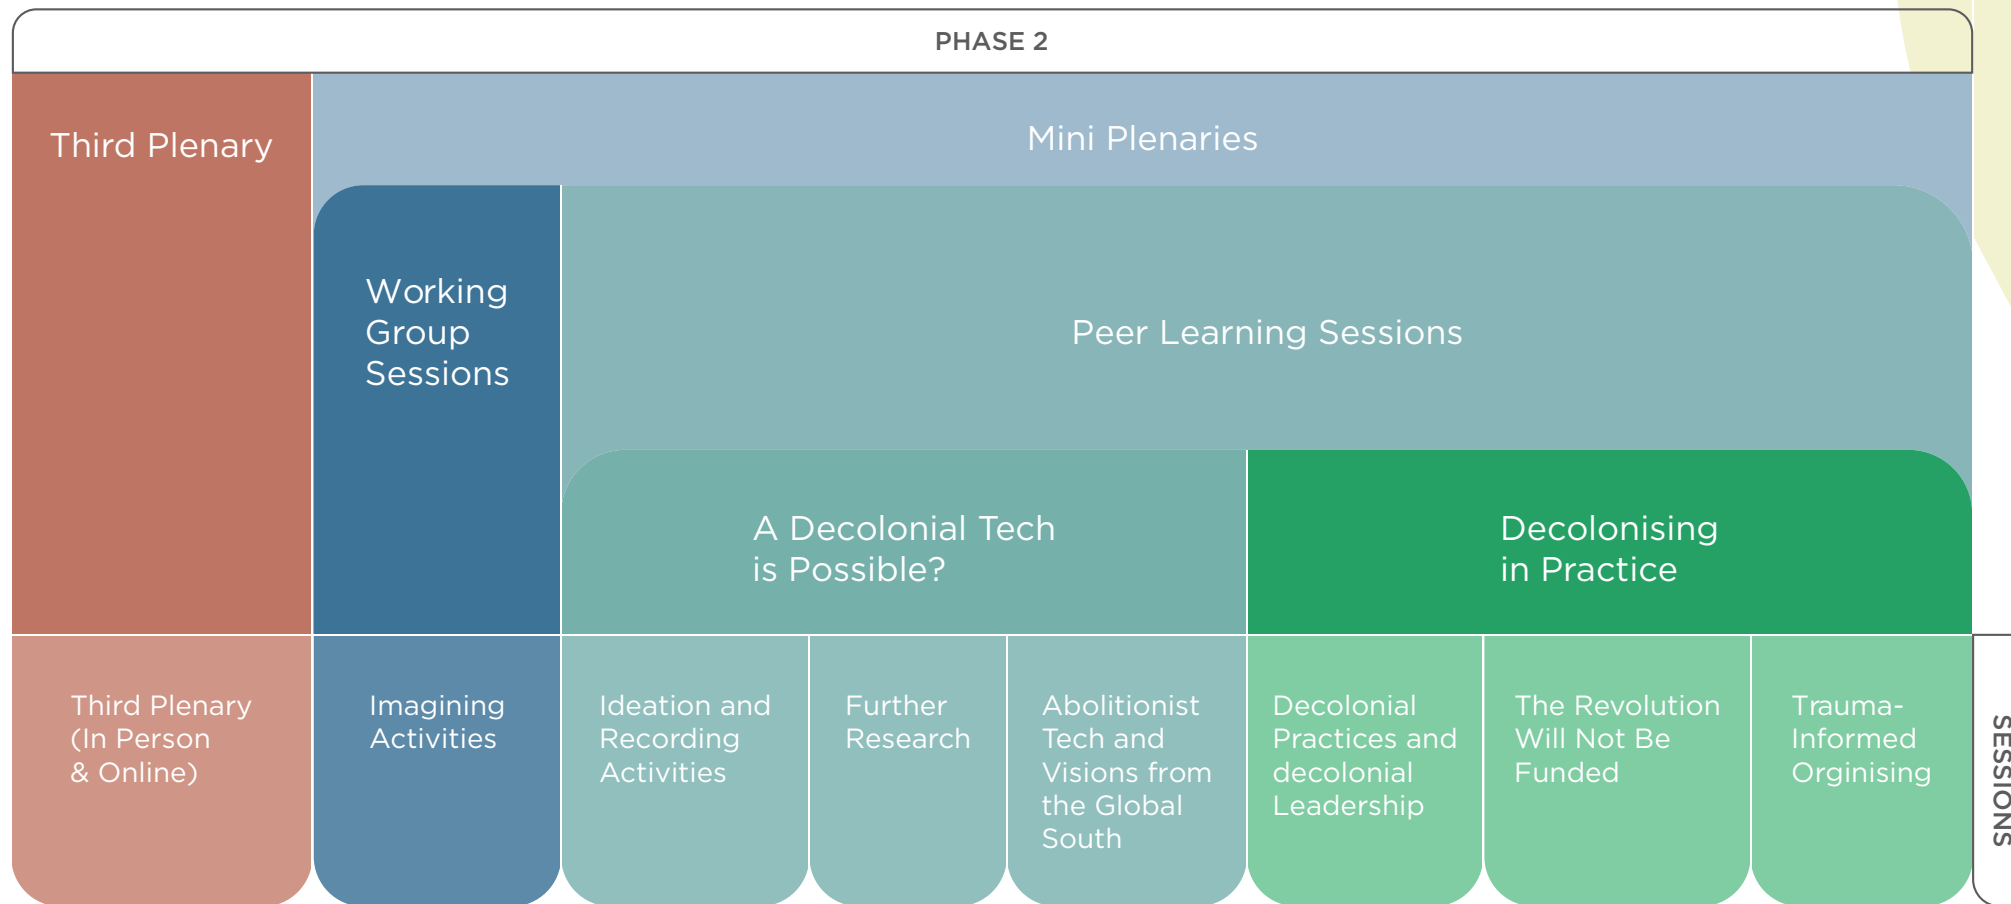 PHASE 2
Third Plenary
Mini Plenaries
Working
Group
Sessions
Peer Learning Sessions
A Decolonial Tech
is Possible?
Decolonising
in Practice
Third Plenary
(In Person
& Online)
Imagining
Activities
Ideation and
Recording
Activities
Further
Research
Abolitionist
Tech and
Visions from
the Global
South
Decolonial
Practices and
decolonial
Leadership
The Revolution
Will Not Be
Funded
Trauma-
Informed
Orginising
SESSIONS